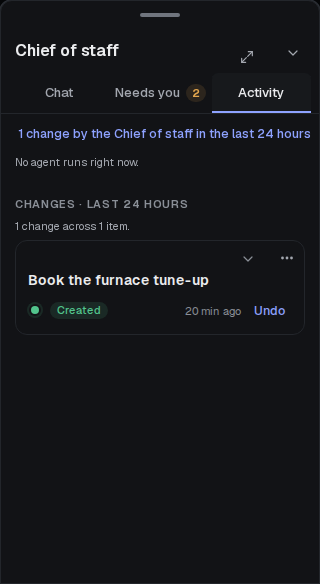 Chief of staff
Chat
Needs you 2
Activity
1 change by the Chief of staff in the last 24 hours
No agent runs right now.
CHANGES · LAST 24 HOURS
1 change across 1 item.
Book the furnace tune-up
Created
20 min ago
Undo